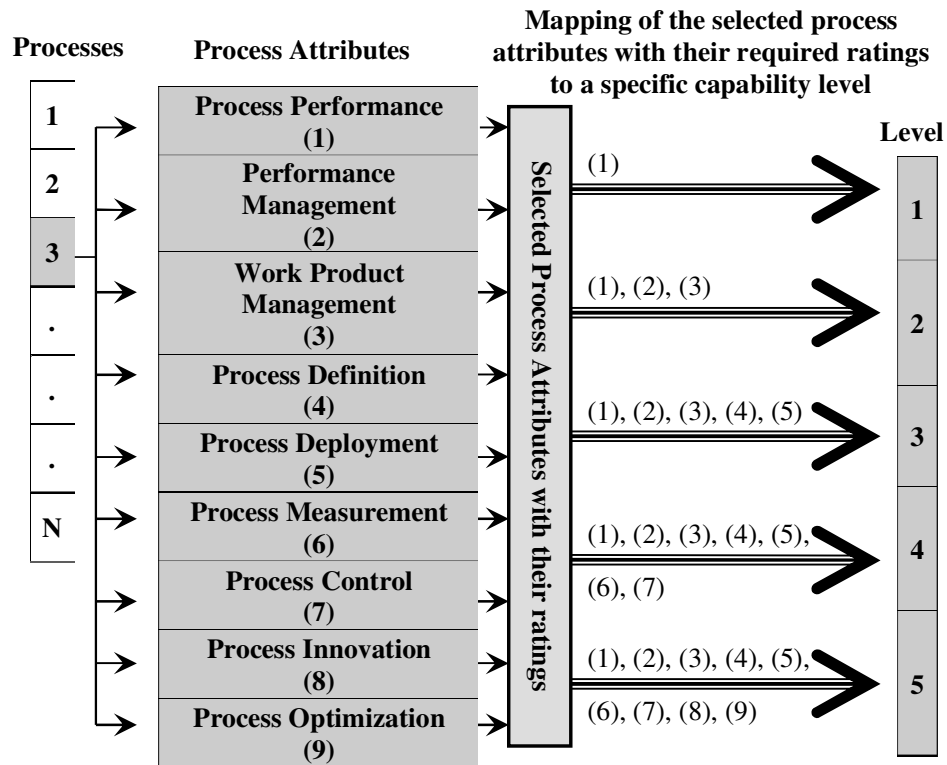 Mapping of the selected process
attributes with their required ratings
to a specific capability level
Processes
Process Attributes
Level
1
2
3
.
.
.
N
Process Performance
(1)
Performance
Management
(2)
Work Product
Management
(3)
Process Definition
(4)
Process Deployment
(5)
Process Measurement
(6)
Process Control
(7)
Process Innovation
(8)
Process Optimization
(9)
Selected Process Attributes with their ratings
(1)
(1), (2), (3)
(1), (2), (3), (4), (5)
(1), (2), (3), (4), (5),
(6), (7)
(1), (2), (3), (4), (5),
(6), (7), (8), (9)
1
2
3
4
5